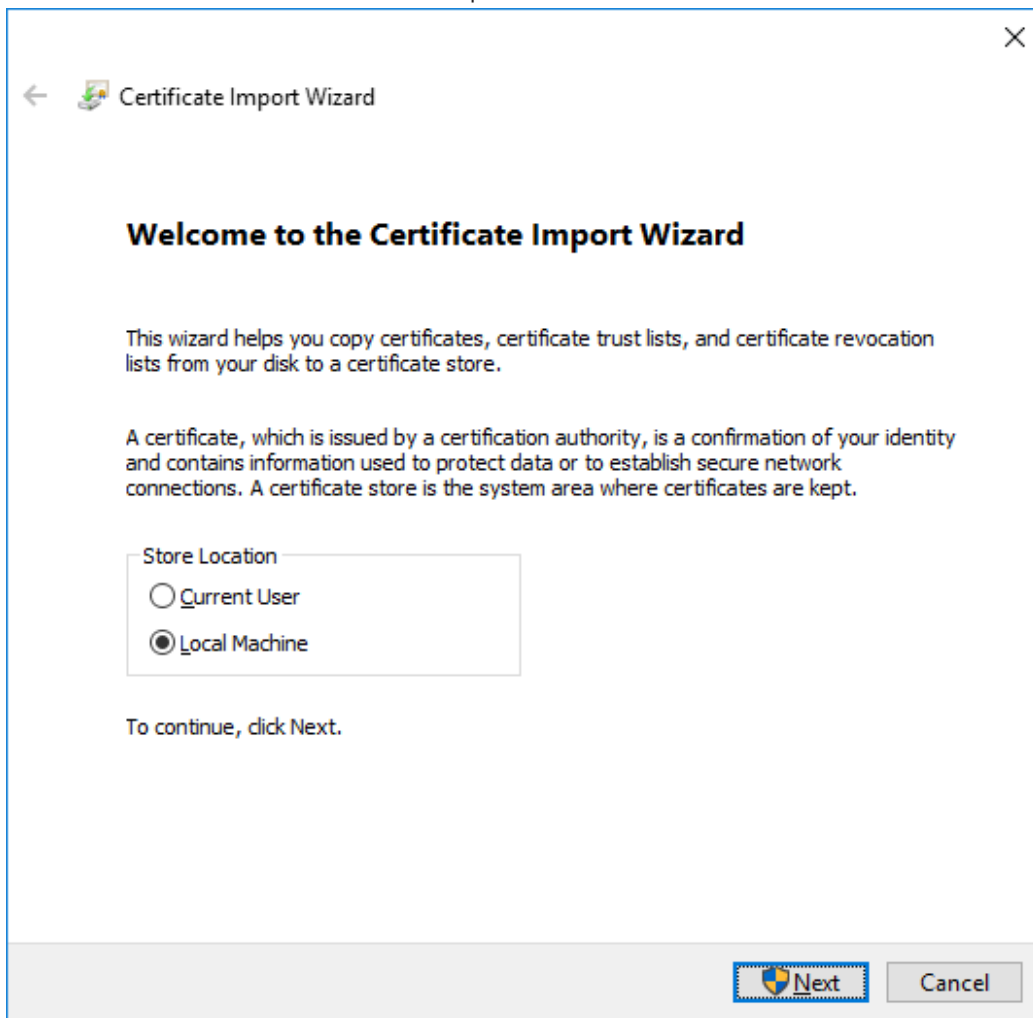 Certificate Import Wizard
Welcome to the Certificate Import Wizard
This wizard helps you copy certificates, certificate trust lists, and certificate revocation
lists from your disk to a certificate store.
A certificate, which is issued by a certification authority, is a confirmation of your identity
and contains information used to protect data or to establish secure network
connections. A certificate store is the system area where certificates are kept.
Store Location
Current User
Local Machine
To continue, click Next.
Next
Cancel